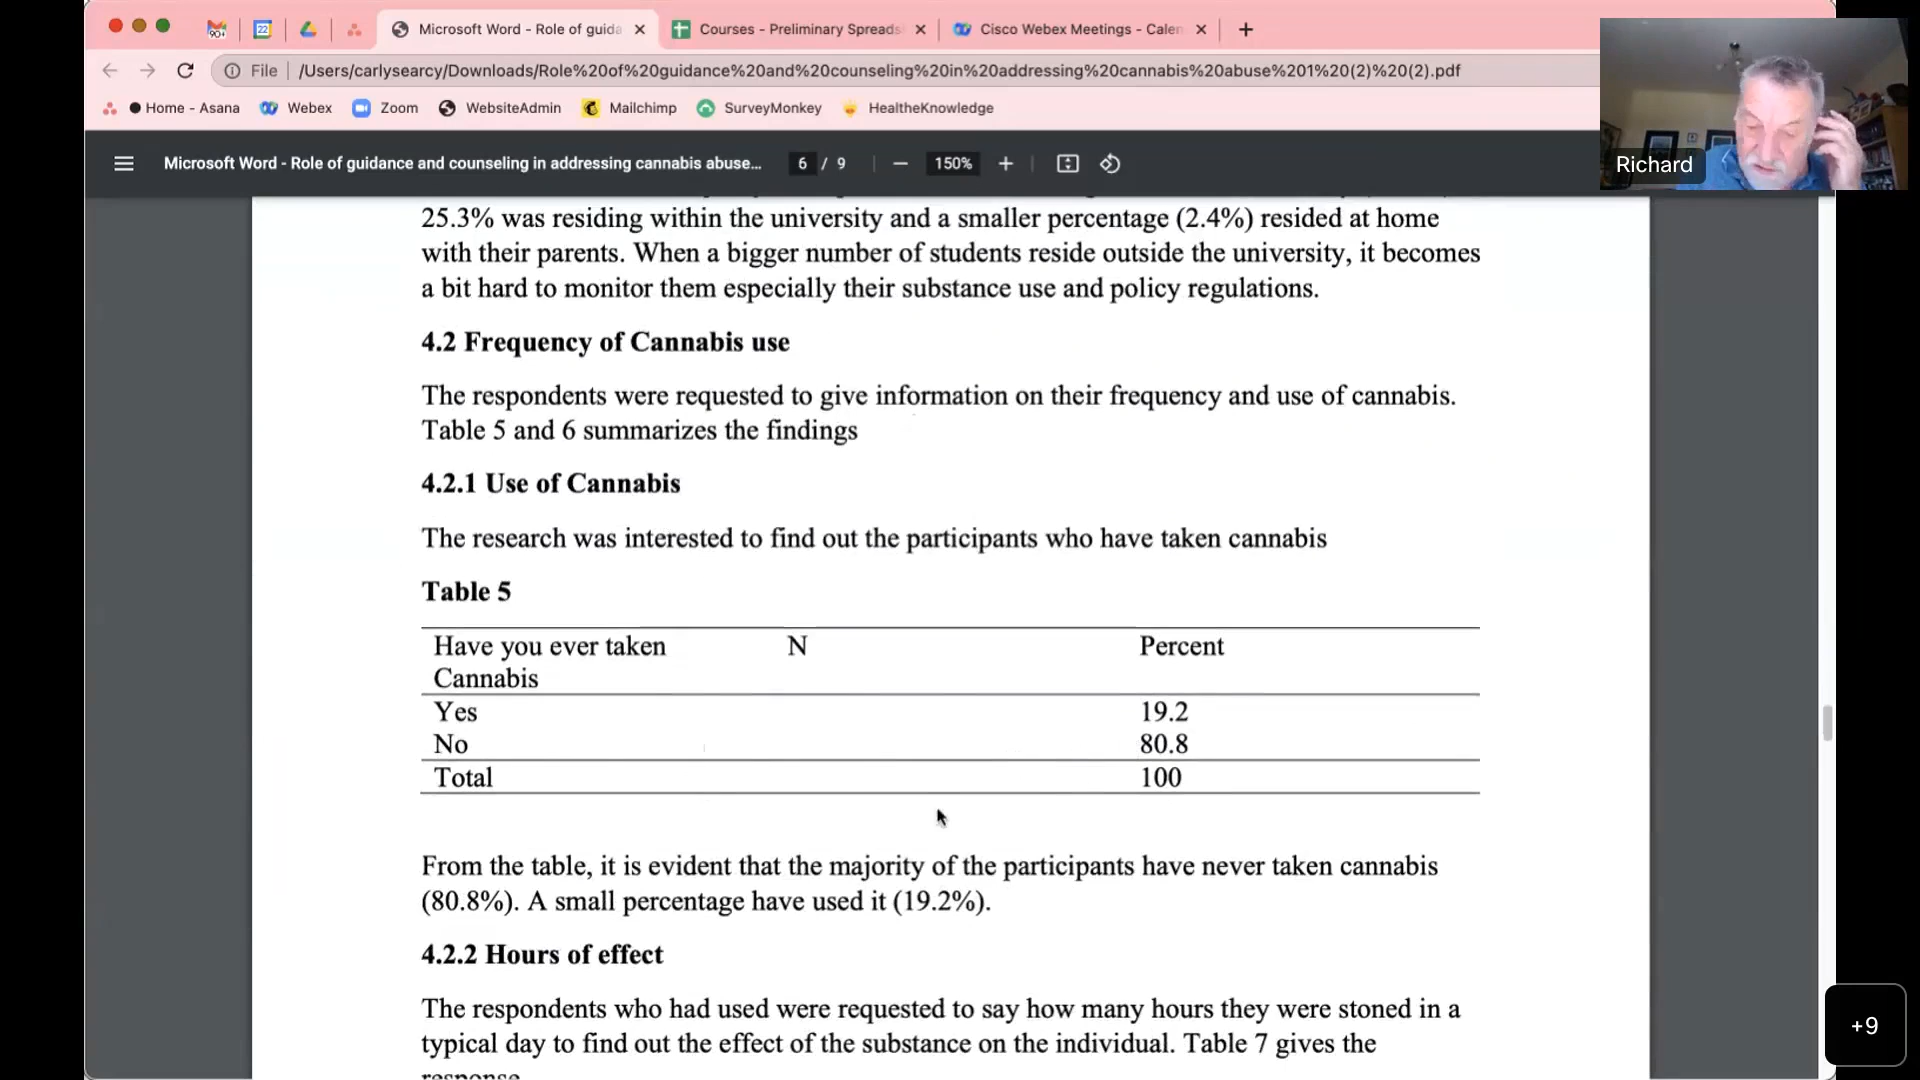 90+
22
Microsoft Word - Role of guida
Courses - Preliminary Spreads
Cisco Webex Meetings - Calen
File
/Users/carlysearcy/Downloads/Role%20of%20guidance%20and%20counseling%20in%20addressing%20cannabis%20abuse%201%20(2)%20(2).pdf
Home - Asana
Webex
Zoom
WebsiteAdmin
Mailchimp
SurveyMonkey
HealtheKnowledge
Richard
Microsoft Word - Role of guidance and counseling in addressing cannabis abuse...
6 / 9
150%
25.3% was residing within the university and a smaller percentage (2.4%) resided at home
with their parents. When a bigger number of students reside outside the university, it becomes
a bit hard to monitor them especially their substance use and policy regulations.
4.2 Frequency of Cannabis use
The respondents were requested to give information on their frequency and use of cannabis.
Table 5 and 6 summarizes the findings
4.2.1 Use of Cannabis
The research was interested to find out the participants who have taken cannabis
Table 5
Have you ever taken Cannabis N Percent
Yes 19.2
No 80.8
Total 100
From the table, it is evident that the majority of the participants have never taken cannabis
(80.8%). A small percentage have used it (19.2%).
4.2.2 Hours of effect
The respondents who had used were requested to say how many hours they were stoned in a
typical day to find out the effect of the substance on the individual. Table 7 gives the
+9